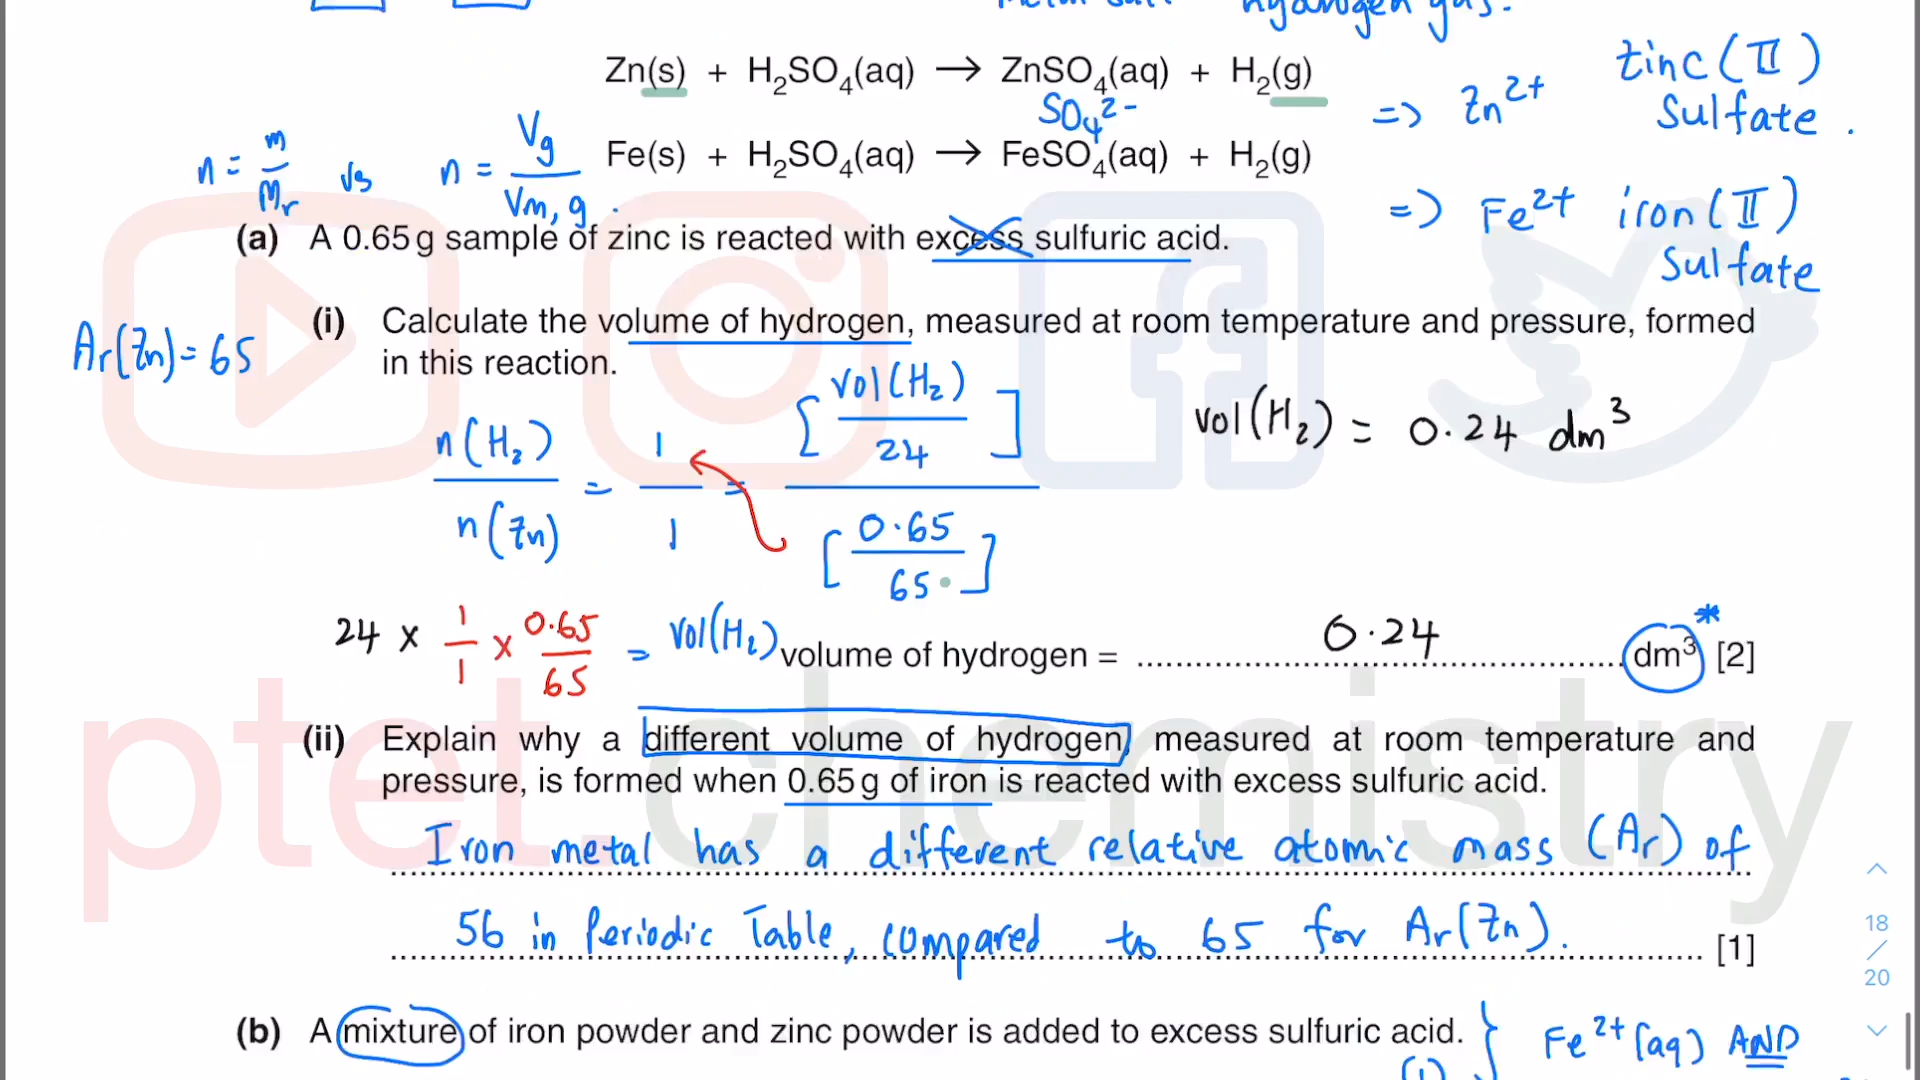 hydrogen gas.
Zn(s) + H₂SO₄(aq) → ZnSO₄(aq) + H₂(g)
SO₄²⁻
=> Zn²⁺ zinc(II)
sulfate.
n = m/Mr vs n = Vg/Vm,g.
Fe(s) + H₂SO₄(aq) → FeSO₄(aq) + H₂(g)
=> Fe²⁺ iron(II)
sulfate
(a) A 0.65 g sample of zinc is reacted with excess sulfuric acid.
Ar(Zn) = 65
(i) Calculate the volume of hydrogen, measured at room temperature and pressure, formed
in this reaction.
n(H₂)/n(Zn) = 1/1 = [vol(H₂)/24]/[0.65/65]
vol(H₂) = 0.24 dm³
24 × 1/1 × 0.65/65 = vol(H₂)
volume of hydrogen = 0.24 dm³ * [2]
(ii) Explain why a different volume of hydrogen, measured at room temperature and
pressure, is formed when 0.65 g of iron is reacted with excess sulfuric acid.
Iron metal has a different relative atomic mass (Ar) of
56 in Periodic Table, compared to 65 for Ar(Zn).
[1]
ptet.chemistry
18
/
20
(b) A mixture of iron powder and zinc powder is added to excess sulfuric acid.
Fe²⁺(aq) AND